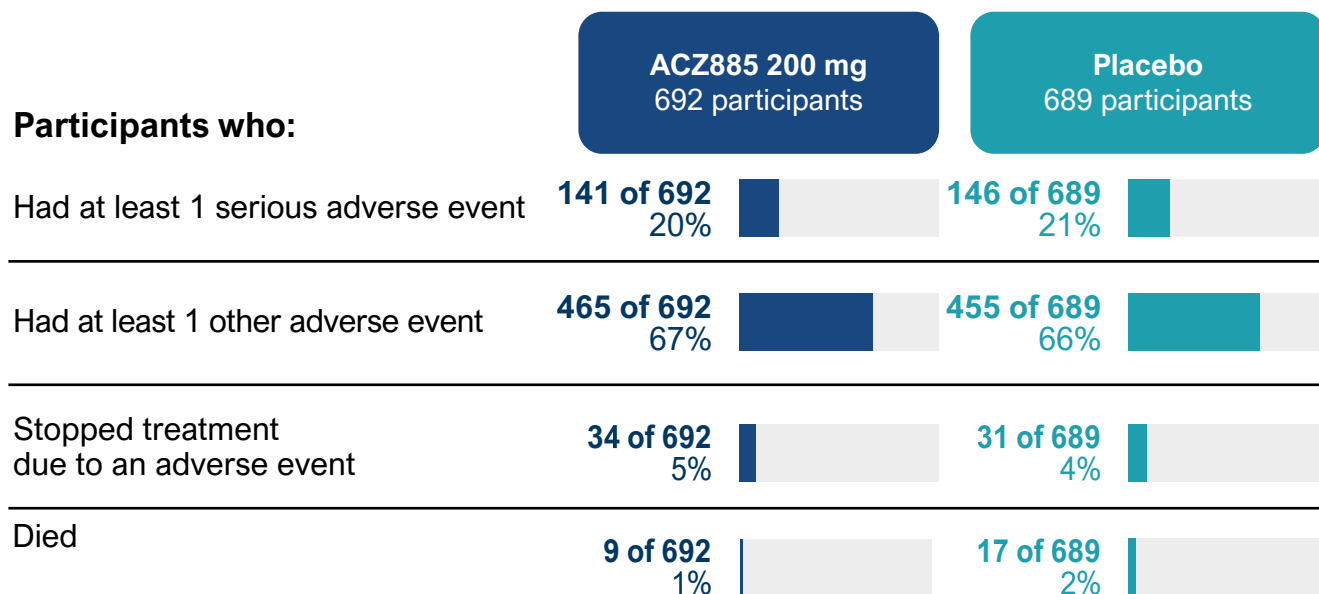 ACZ885 200 mg
692 participants
Placebo
689 participants
Participants who:
Had at least 1 serious adverse event
141 of 692
20%
146 of 689
21%
Had at least 1 other adverse event
465 of 692
67%
455 of 689
66%
Stopped treatment
due to an adverse event
34 of 692
5%
31 of 689
4%
Died
9 of 692
1%
17 of 689
2%